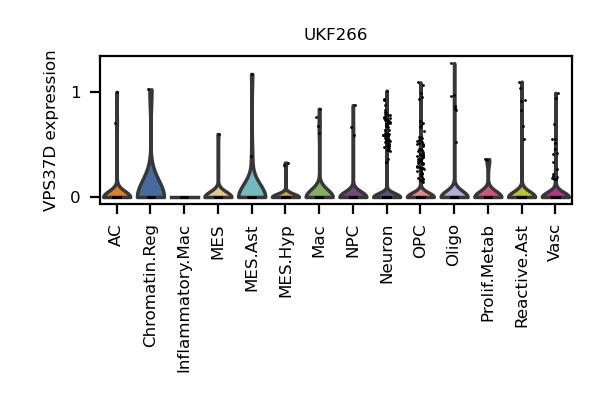 UKF266
VPS37D expression
1
0
AC
Chromatin.Reg
Inflammatory.Mac
MES
MES.Ast
MES.Hyp
Mac
NPC
Neuron
OPC
Oligo
Prolif.Metab
Reactive.Ast
Vasc